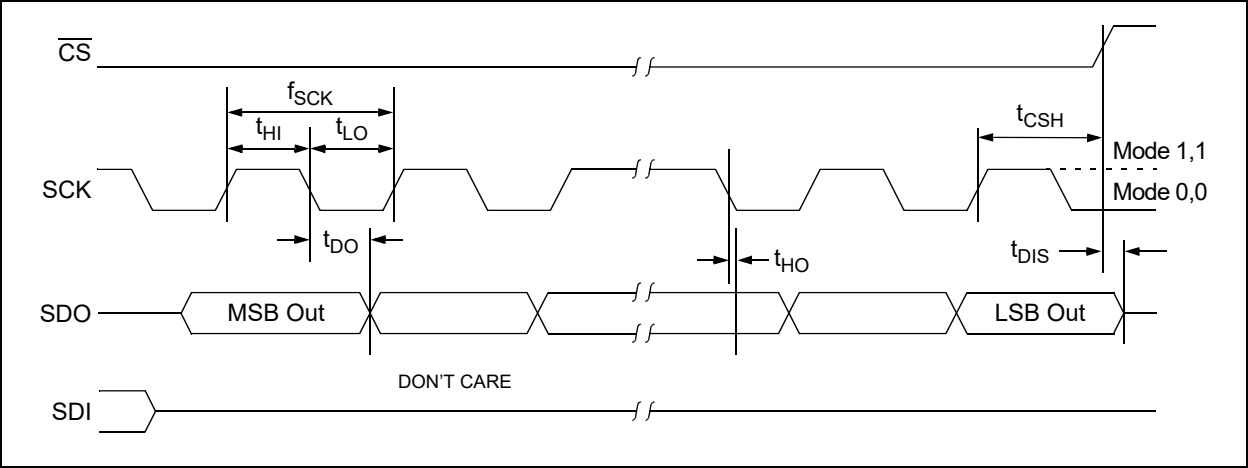 CS
fSCK
tHI
tLO
tCSH
Mode 1,1
SCK
Mode 0,0
tDO
tHO
tDIS
SDO
MSB Out
LSB Out
DON'T CARE
SDI